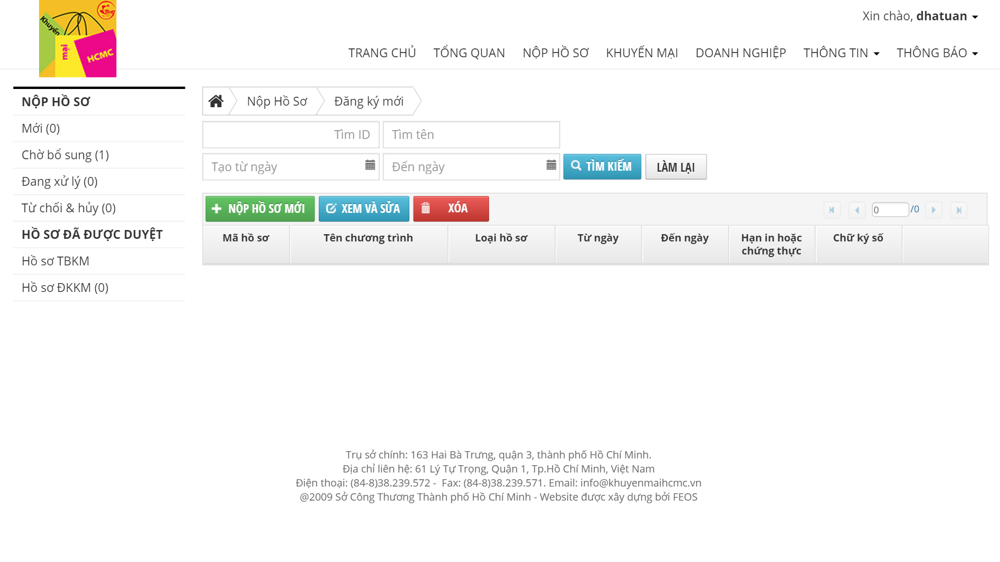 Khuyến
mại
HCMC
Xin chào, dhatuan
TRANG CHỦ TỔNG QUAN NỘP HỒ SƠ KHUYẾN MẠI DOANH NGHIỆP THÔNG TIN THÔNG BÁO
NỘP HỒ SƠ
Mới (0)
Chờ bổ sung (1)
Đang xử lý (0)
Từ chối & hủy (0)
HỒ SƠ ĐÃ ĐƯỢC DUYỆT
Hồ sơ TBKM
Hồ sơ ĐKKM (0)
Nộp Hồ Sơ Đăng ký mới
Tìm ID Tìm tên
Tạo từ ngày Đến ngày TÌM KIẾM LÀM LẠI
NỘP HỒ SƠ MỚI XEM VÀ SỬA XÓA 0 /0
Mã hồ sơ Tên chương trình Loại hồ sơ Từ ngày Đến ngày Hạn in hoặc chứng thực Chữ ký số
Trụ sở chính: 163 Hai Bà Trưng, quận 3, thành phố Hồ Chí Minh.
Địa chỉ liên hệ: 61 Lý Tự Trọng, Quận 1, Tp.Hồ Chí Minh, Việt Nam
Điện thoại: (84-8)38.239.572 - Fax: (84-8)38.239.571. Email: info@khuyenmaihcmc.vn
@2009 Sở Công Thương Thành phố Hồ Chí Minh - Website được xây dựng bởi FEOS